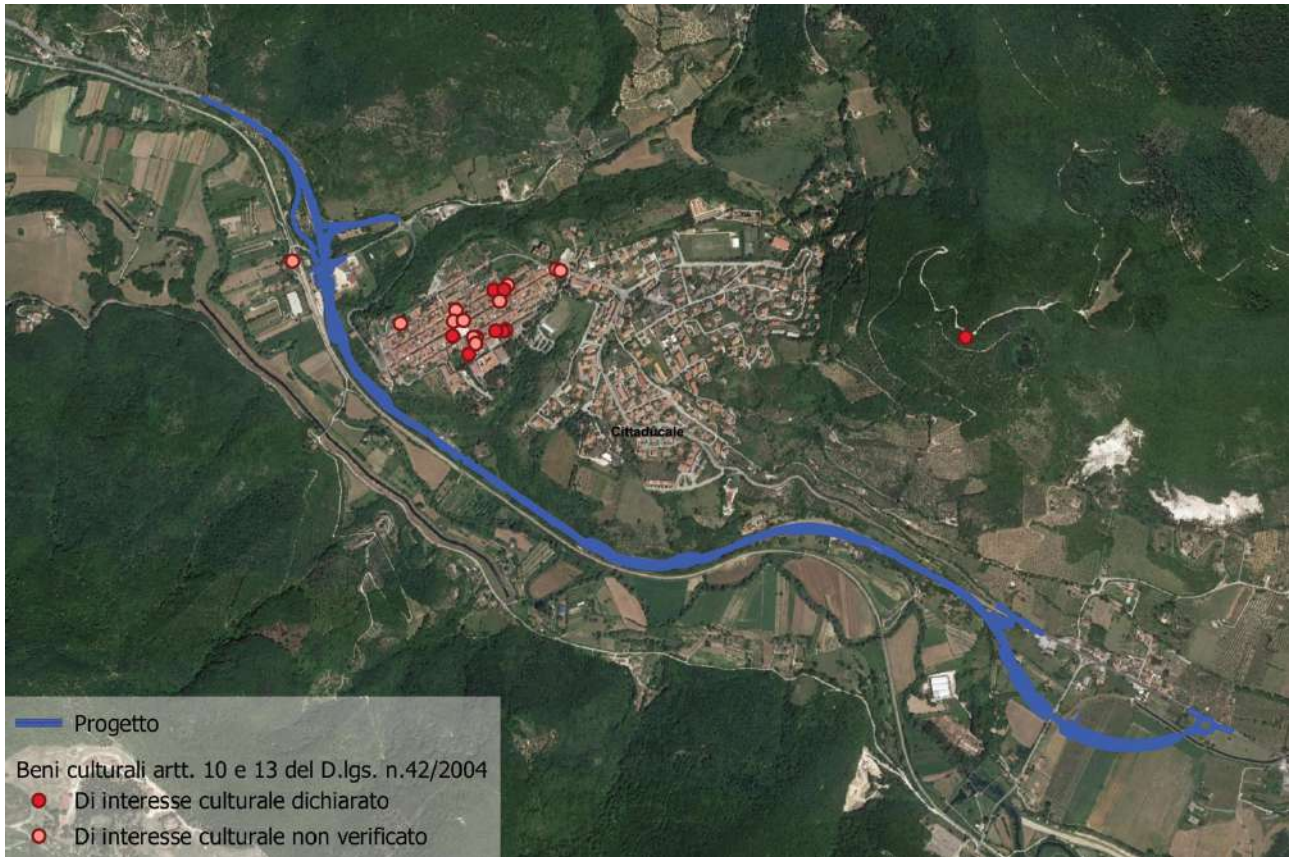 Cittaducale
Progetto
Beni culturali artt. 10 e 13 del D.lgs. n.42/2004
Di interesse culturale dichiarato
Di interesse culturale non verificato